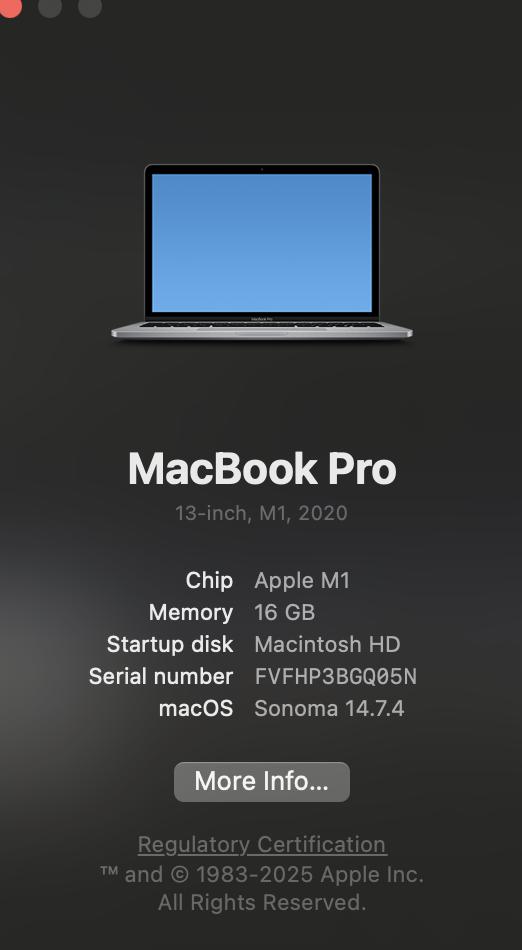 MacBook Pro
13-inch, M1, 2020
Chip Apple M1
Memory 16 GB
Startup disk Macintosh HD
Serial number FVFHP3BGQ05N
macOS Sonoma 14.7.4
More Info...
Regulatory Certification
™ and © 1983-2025 Apple Inc.
All Rights Reserved.